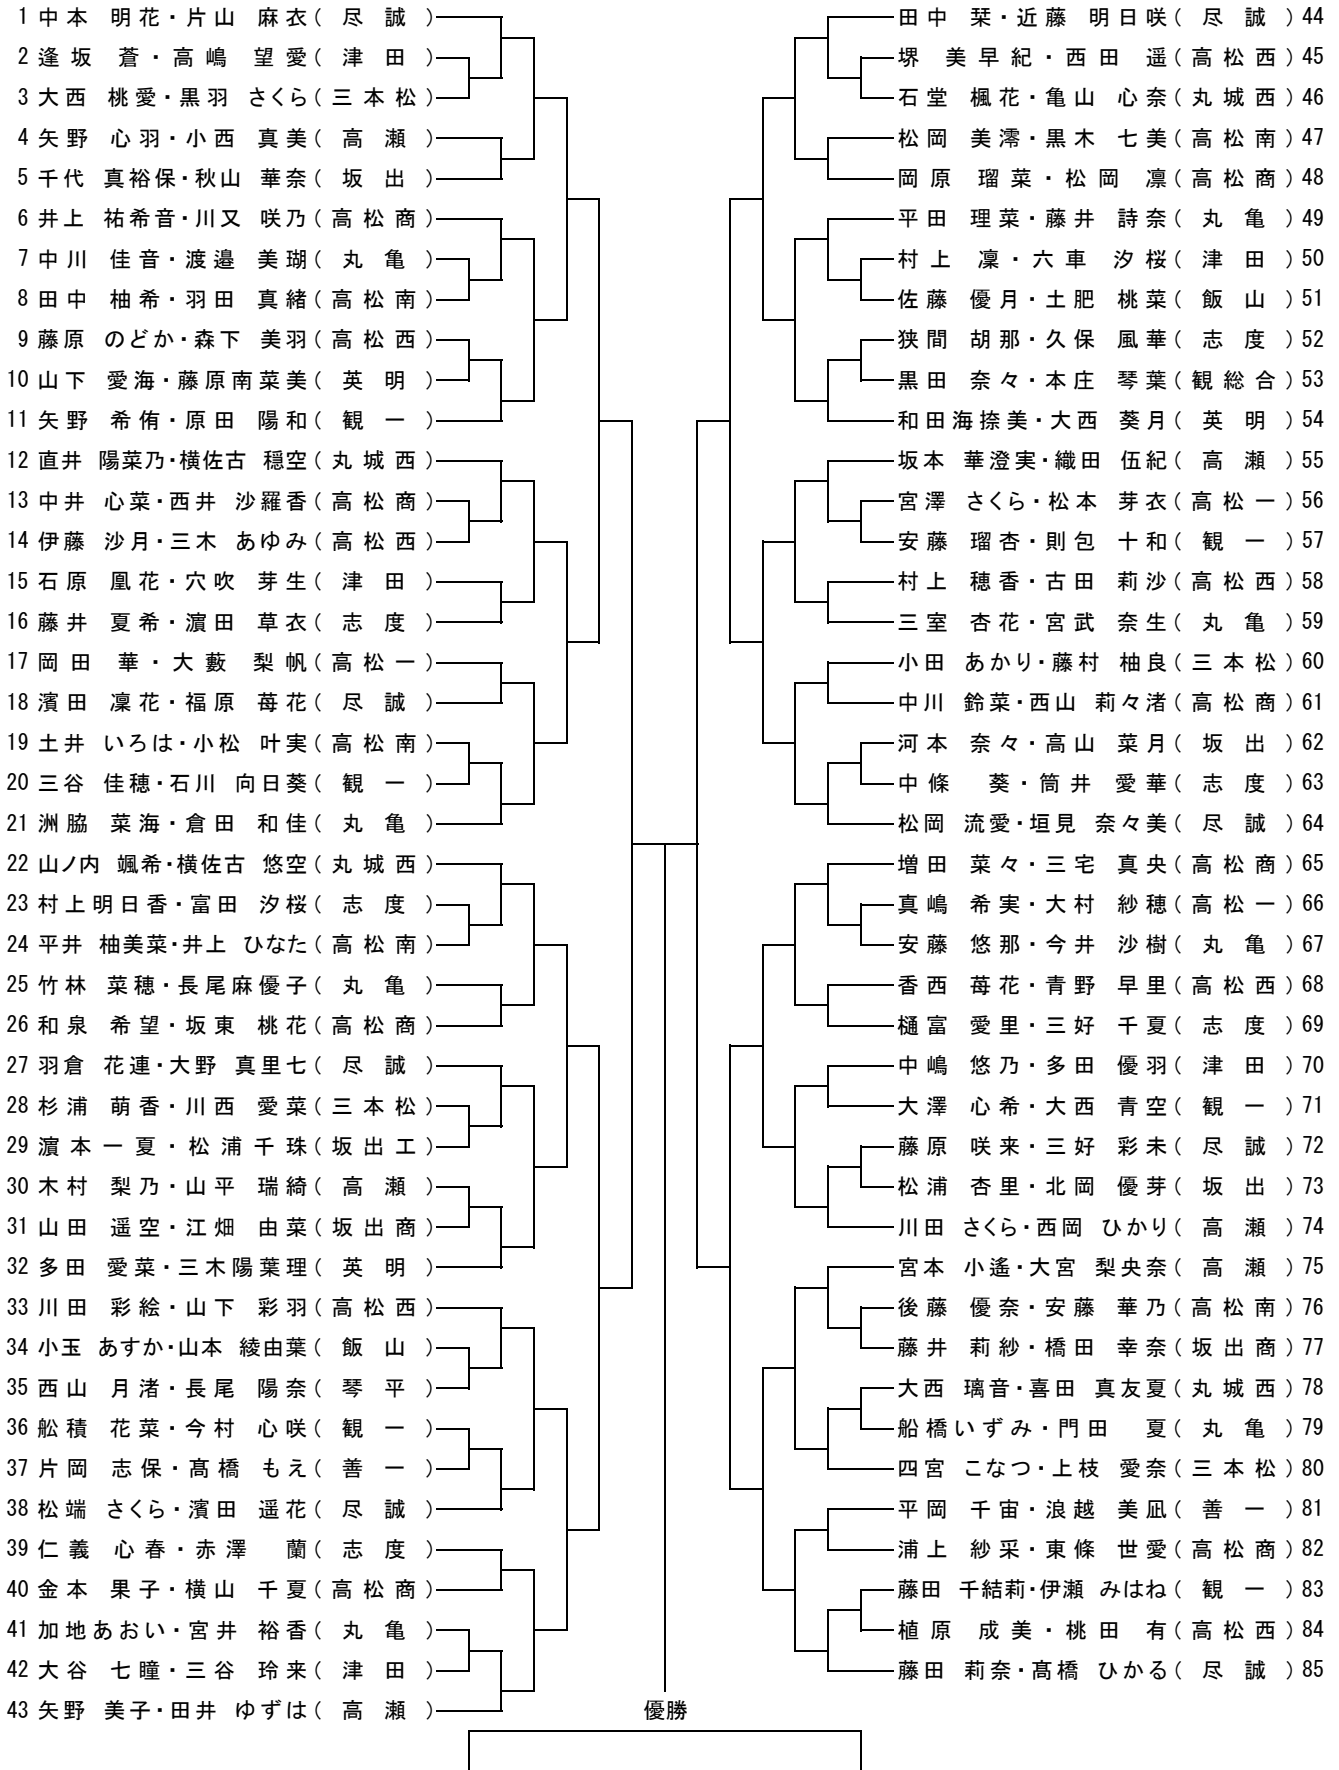 1 中本 明花・片山 麻衣(尽 誠)
2 逢坂 蒼・高嶋 望愛(津 田)
3 大西 桃愛・黒羽 さくら(三本松)
4 矢野 心羽・小西 真美(高 瀬)
5 千代 真裕保・秋山 華奈(坂 出)
6 井上 祐希音・川又 咲乃(高松商)
7 中川 佳音・渡邉 美瑚(丸 亀)
8 田中 柚希・羽田 真緒(高松南)
9 藤原 のどか・森下 美羽(高松西)
10 山下 愛海・藤原南菜美(英 明)
11 矢野 希侑・原田 陽和(観 一)
12 直井 陽菜乃・横佐古 穏空(丸城西)
13 中井 心菜・西井 沙羅香(高松商)
14 伊藤 沙月・三木 あゆみ(高松西)
15 石原 凰花・穴吹 芽生(津 田)
16 藤井 夏希・濵田 草衣(志 度)
17 岡田 華・大藪 梨帆(高松一)
18 濱田 凜花・福原 苺花(尽 誠)
19 土井 いろは・小松 叶実(高松南)
20 三谷 佳穂・石川 向日葵(観 一)
21 洲脇 菜海・倉田 和佳(丸 亀)
22 山ノ内 颯希・横佐古 悠空(丸城西)
23 村上明日香・富田 汐桜(志 度)
24 平井 柚美菜・井上 ひなた(高松南)
25 竹林 菜穂・長尾麻優子(丸 亀)
26 和泉 希望・坂東 桃花(高松商)
27 羽倉 花連・大野 真里七(尽 誠)
28 杉浦 萌香・川西 愛菜(三本松)
29 濵本一夏・松浦千珠(坂出工)
30 木村 梨乃・山平 瑞綺(高 瀬)
31 山田 遥空・江畑 由菜(坂出商)
32 多田 愛菜・三木陽葉理(英 明)
33 川田 彩絵・山下 彩羽(高松西)
34 小玉 あすか・山本 綾由葉(飯 山)
35 西山 月渚・長尾 陽奈(琴 平)
36 舩積 花菜・今村 心咲(観 一)
37 片岡 志保・髙橋 もえ(善 一)
38 松端 さくら・濱田 遥花(尽 誠)
39 仁義 心春・赤澤 蘭(志 度)
40 金本 果子・横山 千夏(高松商)
41 加地あおい・宮井 裕香(丸 亀)
42 大谷 七瞳・三谷 玲来(津 田)
43 矢野 美子・田井 ゆずは(高 瀬)
田中 栞・近藤 明日咲(尽 誠)44
堺 美早紀・西田 遥(高松西)45
石堂 楓花・亀山 心奈(丸城西)46
松岡 美澪・黒木 七美(高松南)47
岡原 瑠菜・松岡 凛(高松商)48
平田 理菜・藤井 詩奈(丸 亀)49
村上 凜・六車 汐桜(津 田)50
佐藤 優月・土肥 桃菜(飯 山)51
狭間 胡那・久保 風華(志 度)52
黒田 奈々・本庄 琴葉(観総合)53
和田海捺美・大西 葵月(英 明)54
坂本 華澄実・織田 伍紀(高 瀬)55
宮澤 さくら・松本 芽衣(高松一)56
安藤 瑠杏・則包 十和(観 一)57
村上 穂香・古田 莉沙(高松西)58
三室 杏花・宮武 奈生(丸 亀)59
小田 あかり・藤村 柚良(三本松)60
中川 鈴菜・西山 莉々渚(高松商)61
河本 奈々・高山 菜月(坂 出)62
中條 葵・筒井 愛華(志 度)63
松岡 流愛・垣見 奈々美(尽 誠)64
増田 菜々・三宅 真央(高松商)65
真嶋 希実・大村 紗穂(高松一)66
安藤 悠那・今井 沙樹(丸 亀)67
香西 苺花・青野 早里(高松西)68
樋富 愛里・三好 千夏(志 度)69
中嶋 悠乃・多田 優羽(津 田)70
大澤 心希・大西 青空(観 一)71
藤原 咲来・三好 彩未(尽 誠)72
松浦 杏里・北岡 優芽(坂 出)73
川田 さくら・西岡 ひかり(高 瀬)74
宮本 小遙・大宮 梨央奈(高 瀬)75
後藤 優奈・安藤 華乃(高松南)76
藤井 莉紗・橋田 幸奈(坂出商)77
大西 璃音・喜田 真友夏(丸城西)78
船橋いずみ・門田 夏(丸 亀)79
四宮 こなつ・上枝 愛奈(三本松)80
平岡 千宙・浪越 美凪(善 一)81
浦上 紗采・東條 世愛(高松商)82
藤田 千結莉・伊瀬 みはね(観 一)83
植原 成美・桃田 有(高松西)84
藤田 莉奈・髙橋 ひかる(尽 誠)85
優勝